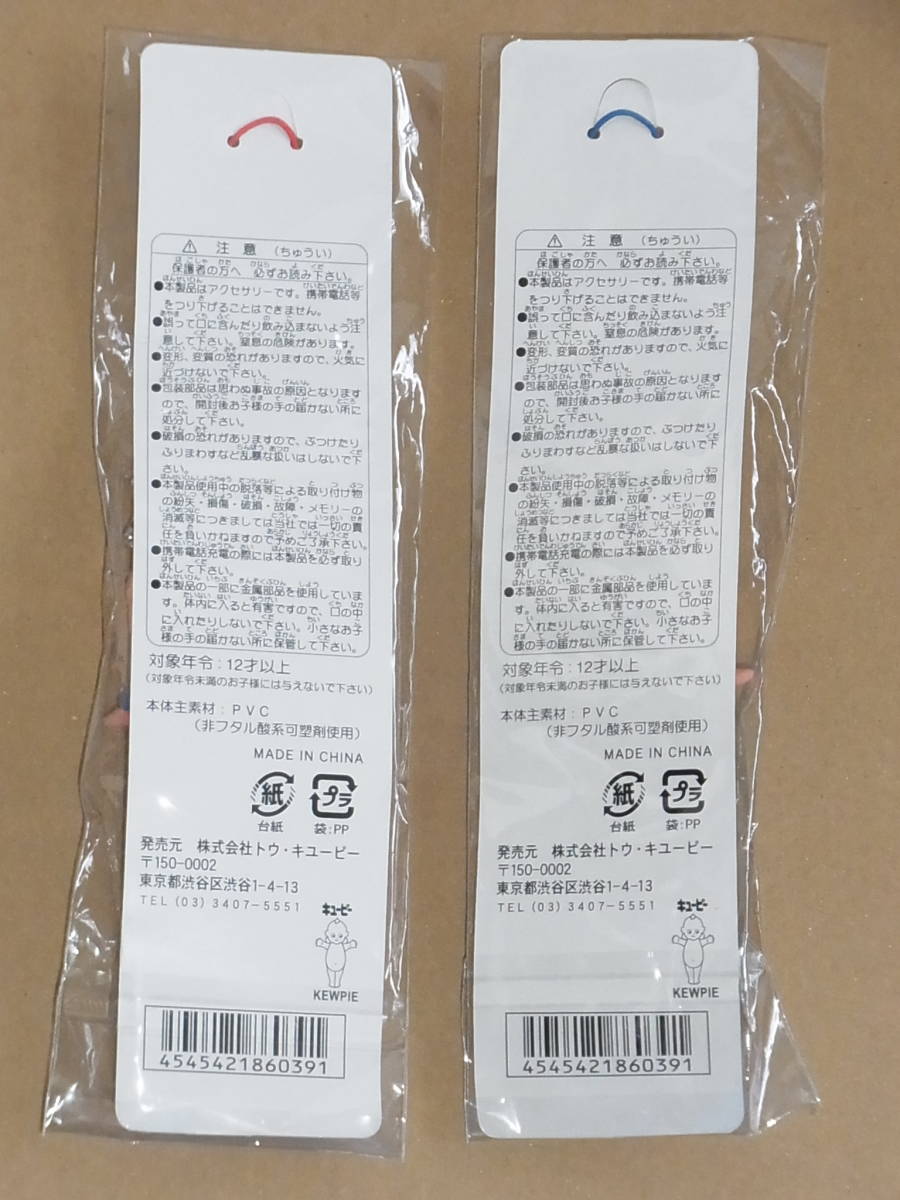 ⚠ 注意（ちゅうい）
保護者の方へ　必ずお読み下さい。
●本製品はアクセサリーです。携帯電話等
をつり下げることはできません。
●誤って口に含んだり飲み込まないよう注
意して下さい。窒息の危険があります。
●変形、変質の恐れがありますので、火気に
近づけないで下さい。
●包装部品は思わぬ事故の原因となります
ので、開封後お子様の手の届かない所に
処分して下さい。
●破損の恐れがありますので、ぶつけたり
ふりまわすなど乱暴な扱いはしないで下
さい。
●本製品使用中の脱落等による取り付け物
の紛失・損傷・破損・故障・メモリーの
消滅等につきましては当社では一切の責
任を負いかねますので予めご了承下さい。
●携帯電話充電の際には本製品を必ず取り
外して下さい。
●本製品の一部に金属部品を使用していま
す。体内に入ると有害ですので、口の中
に入れたりしないで下さい。小さなお子
様の手の届かない所に保管して下さい。
対象年令：12才以上
（対象年令未満のお子様には与えないで下さい）
本体主素材：PVC
（非フタル酸系可塑剤使用）
MADE IN CHINA
紙 プラ
台紙 袋:PP
発売元　株式会社トウ・キユーピー
〒150-0002
東京都渋谷区渋谷1-4-13
TEL (03) 3407-5551
キューピー
KEWPIE
4545421860391
⚠ 注意（ちゅうい）
保護者の方へ　必ずお読み下さい。
●本製品はアクセサリーです。携帯電話等
をつり下げることはできません。
●誤って口に含んだり飲み込まないよう注
意して下さい。窒息の危険があります。
●変形、変質の恐れがありますので、火気に
近づけないで下さい。
●包装部品は思わぬ事故の原因となります
ので、開封後お子様の手の届かない所に
処分して下さい。
●破損の恐れがありますので、ぶつけたり
ふりまわすなど乱暴な扱いはしないで下
さい。
●本製品使用中の脱落等による取り付け物
の紛失・損傷・破損・故障・メモリーの
消滅等につきましては当社では一切の責
任を負いかねますので予めご了承下さい。
●携帯電話充電の際には本製品を必ず取り
外して下さい。
●本製品の一部に金属部品を使用していま
す。体内に入ると有害ですので、口の中
に入れたりしないで下さい。小さなお子
様の手の届かない所に保管して下さい。
対象年令：12才以上
（対象年令未満のお子様には与えないで下さい）
本体主素材：PVC
（非フタル酸系可塑剤使用）
MADE IN CHINA
紙 プラ
台紙 袋:PP
発売元　株式会社トウ・キユーピー
〒150-0002
東京都渋谷区渋谷1-4-13
TEL (03) 3407-5551
キューピー
KEWPIE
4545421860391